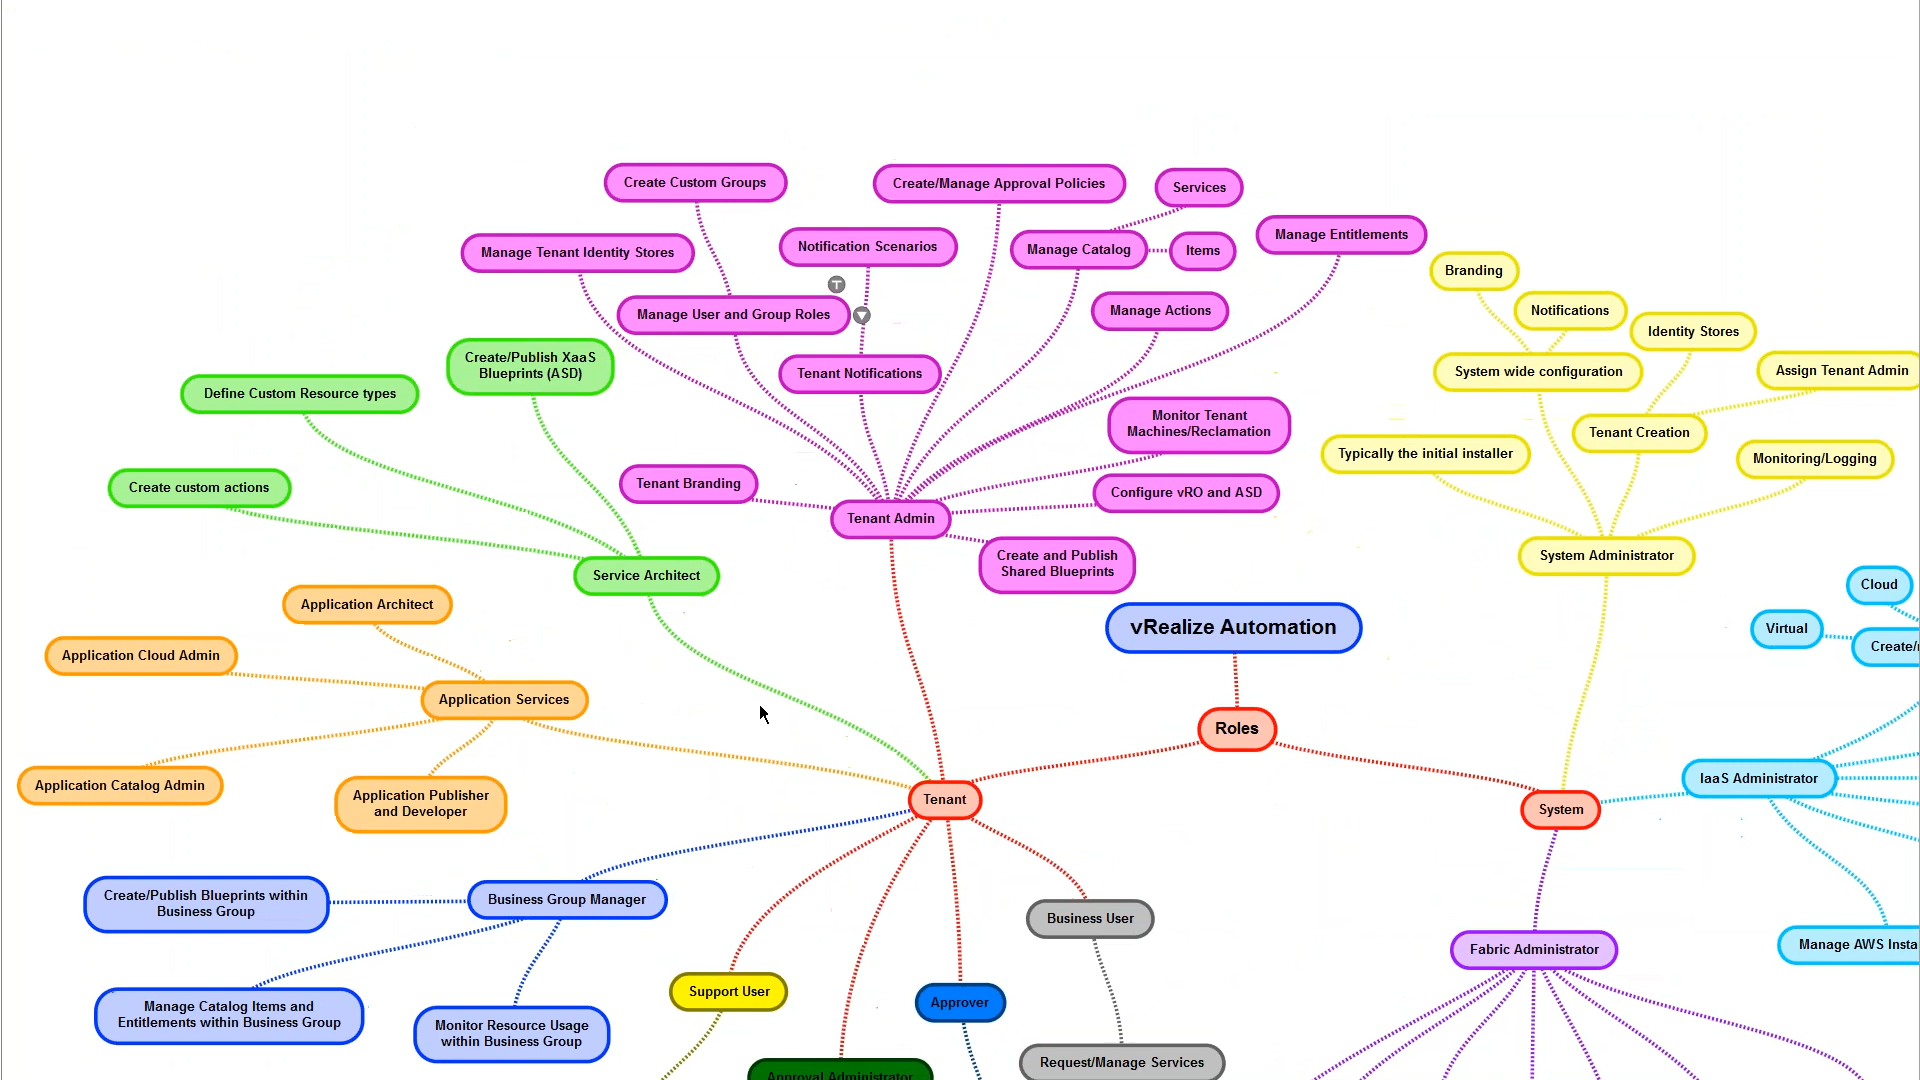 Create Custom Groups
Create/Manage Approval Policies
Services
Manage Tenant Identity Stores
Notification Scenarios
Manage Catalog
Items
Manage Entitlements
Branding
Manage User and Group Roles
T
Manage Actions
Notifications
Identity Stores
Create/Publish XaaS
Blueprints (ASD)
Define Custom Resource types
Tenant Notifications
System wide configuration
Assign Tenant Admin
Monitor Tenant
Machines/Reclamation
Tenant Creation
Typically the initial installer
Monitoring/Logging
Create custom actions
Tenant Branding
Configure vRO and ASD
Tenant Admin
Create and Publish
Shared Blueprints
System Administrator
Service Architect
Cloud
Application Architect
vRealize Automation
Virtual
Create/
Application Cloud Admin
Application Services
Roles
Application Catalog Admin
Application Publisher
and Developer
Tenant
System
IaaS Administrator
Create/Publish Blueprints within
Business Group
Business Group Manager
Business User
Fabric Administrator
Manage AWS Insta
Manage Catalog Items and
Entitlements within Business Group
Monitor Resource Usage
within Business Group
Support User
Approver
Request/Manage Services
Approval Administrator